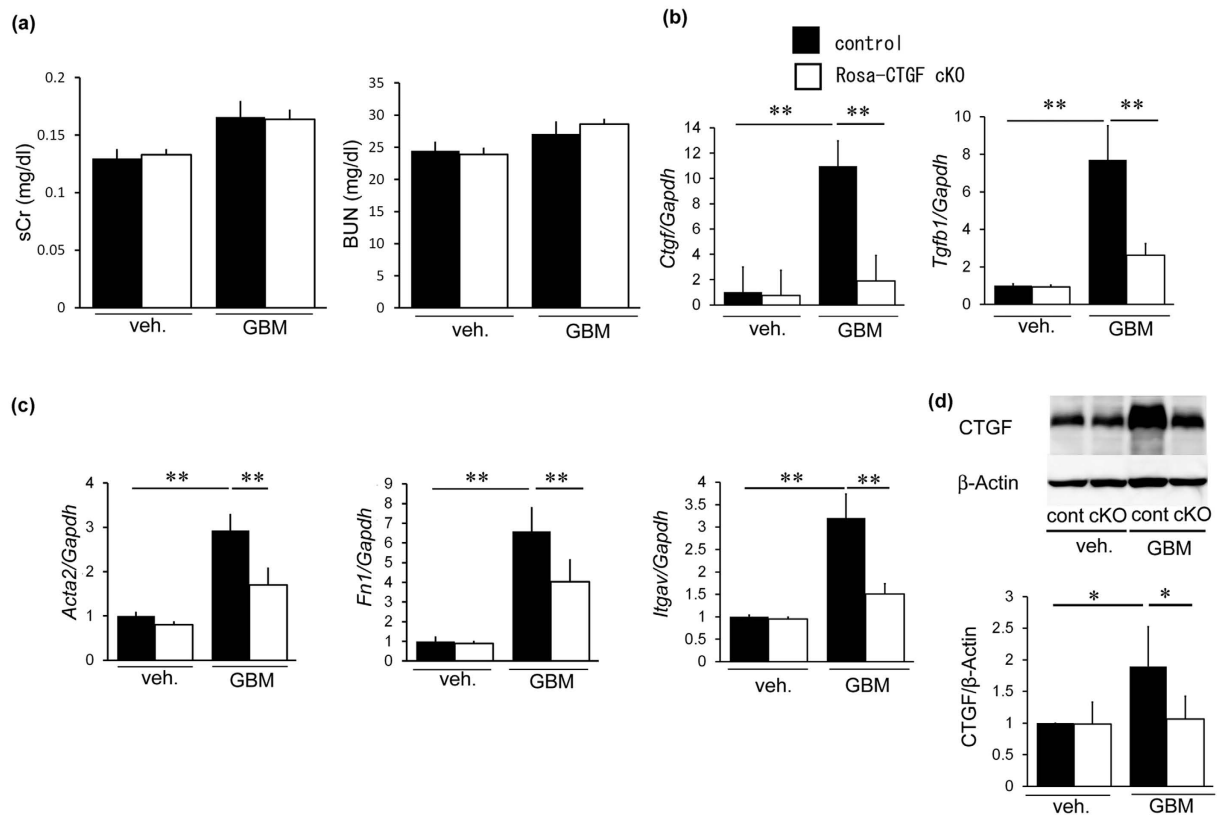 (a)
sCr (mg/dl)
0.2
0.15
0.1
0.05
0
veh.
GBM
BUN (mg/dl)
35
30
25
20
15
10
5
0
veh.
GBM
(b)
control
Rosa-CTGF cKO
Ctgf/Gapdh
14
12
10
8
6
4
2
0
** **
veh.
GBM
Tgfb1/Gapdh
10
8
6
4
2
0
** **
veh.
GBM
(c)
Acta2/Gapdh
4
3
2
1
0
** **
veh.
GBM
Fn1/Gapdh
9
8
7
6
5
4
3
2
1
0
** **
veh.
GBM
Itgav/Gapdh
4
3.5
3
2.5
2
1.5
1
0.5
0
** **
veh.
GBM
(d)
CTGF
β-Actin
cont cKO cont cKO
veh. GBM
CTGF/β-Actin
3
2.5
2
1.5
1
0.5
0
* *
veh.
GBM